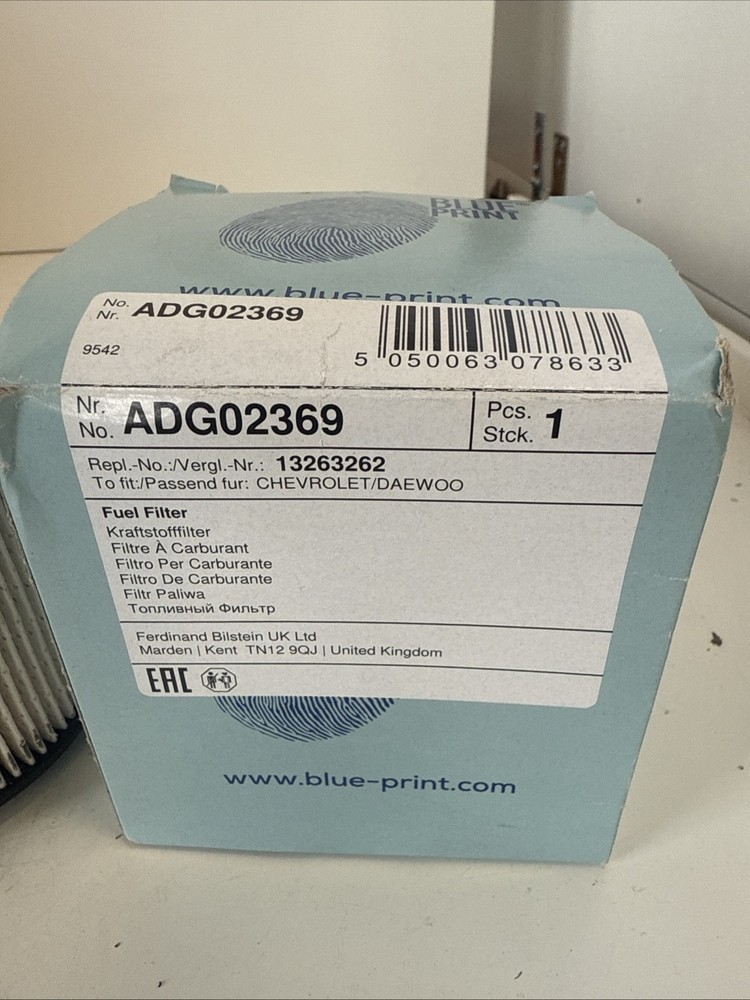 BLUE
PRINT
www.blue-print.com
No.
Nr. ADG02369
9542
5 050063 078633
Nr.
No. ADG02369
Pcs.
Stck. 1
Repl.-No.:/Vergl.-Nr.: 13263262
To fit:/Passend fur: CHEVROLET/DAEWOO
Fuel Filter
Kraftstofffilter
Filtre À Carburant
Filtro Per Carburante
Filtro De Carburante
Filtr Paliwa
Топливный Фильтр
Ferdinand Bilstein UK Ltd
Marden | Kent TN12 9QJ | United Kingdom
EAC
www.blue-print.com